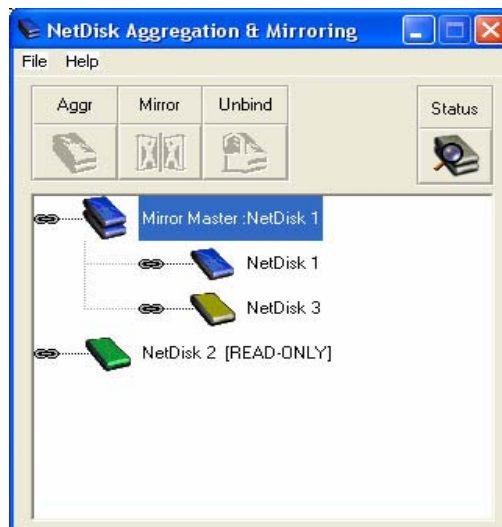 NetDisk Aggregation & Mirroring
File Help
Aggr Mirror Unbind Status
Mirror Master :NetDisk 1
NetDisk 1
NetDisk 3
NetDisk 2 [READ-ONLY]